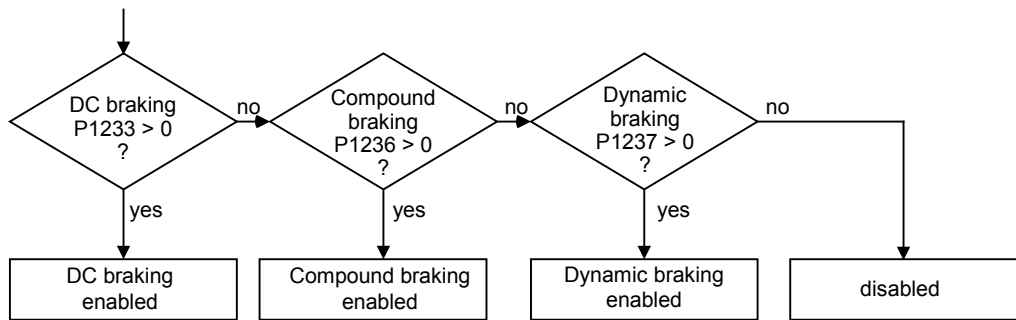 DC braking
P1233 > 0
?
no
Compound
braking
P1236 > 0
?
no
Dynamic
braking
P1237 > 0
?
no
yes
yes
yes
DC braking
enabled
Compound braking
enabled
Dynamic braking
enabled
disabled